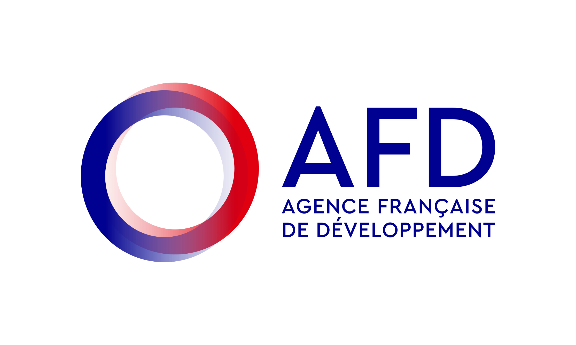 AFD
AGENCE FRANÇAISE
DE DÉVELOPPEMENT